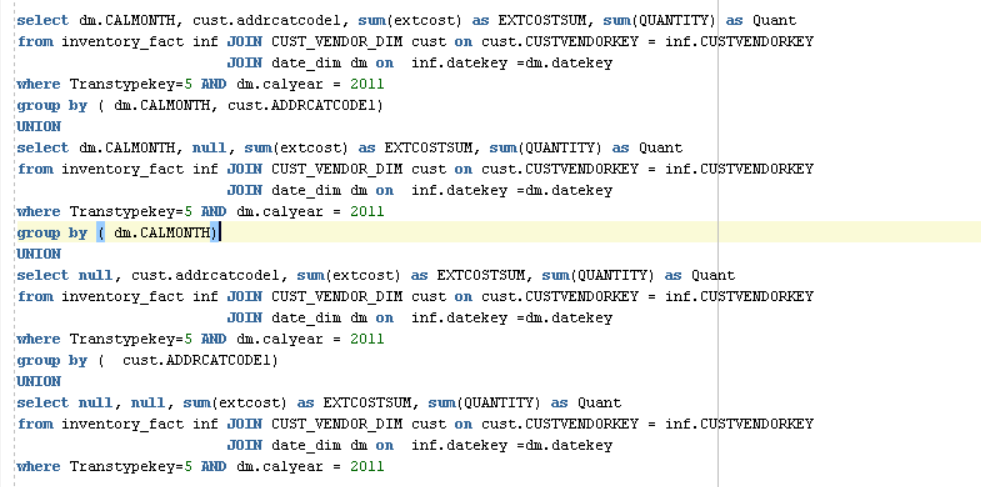 select dm.CALMONTH, cust.addrcatcode1, sum(extcost) as EXTCOSTSUM, sum(QUANTITY) as Quant
from inventory_fact inf JOIN CUST_VENDOR_DIM cust on cust.CUSTVENDORKEY = inf.CUSTVENDORKEY
JOIN date_dim dm on  inf.datekey =dm.datekey
where Transtypekey=5 AND dm.calyear = 2011
group by ( dm.CALMONTH, cust.ADDRCATCODE1)
UNION
select dm.CALMONTH, null, sum(extcost) as EXTCOSTSUM, sum(QUANTITY) as Quant
from inventory_fact inf JOIN CUST_VENDOR_DIM cust on cust.CUSTVENDORKEY = inf.CUSTVENDORKEY
JOIN date_dim dm on  inf.datekey =dm.datekey
where Transtypekey=5 AND dm.calyear = 2011
group by ( dm.CALMONTH)
UNION
select null, cust.addrcatcode1, sum(extcost) as EXTCOSTSUM, sum(QUANTITY) as Quant
from inventory_fact inf JOIN CUST_VENDOR_DIM cust on cust.CUSTVENDORKEY = inf.CUSTVENDORKEY
JOIN date_dim dm on  inf.datekey =dm.datekey
where Transtypekey=5 AND dm.calyear = 2011
group by (  cust.ADDRCATCODE1)
UNION
select null, null, sum(extcost) as EXTCOSTSUM, sum(QUANTITY) as Quant
from inventory_fact inf JOIN CUST_VENDOR_DIM cust on cust.CUSTVENDORKEY = inf.CUSTVENDORKEY
JOIN date_dim dm on  inf.datekey =dm.datekey
where Transtypekey=5 AND dm.calyear = 2011